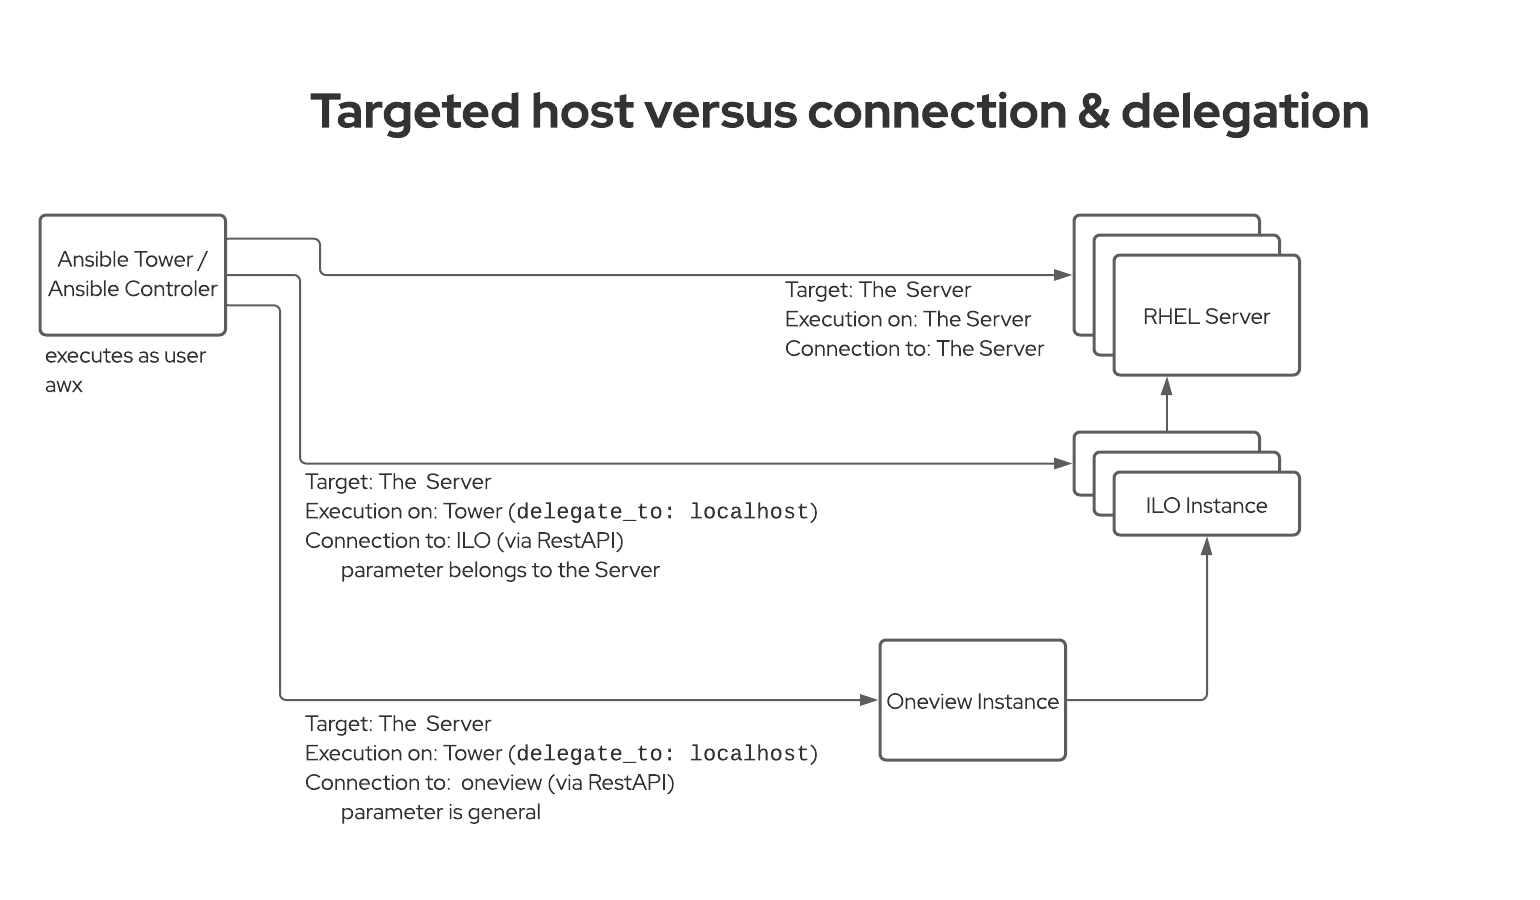 Targeted host versus connection & delegation
Ansible Tower /
Ansible Controler
executes as user
awx
Target: The  Server
Execution on: The Server
Connection to: The Server
RHEL Server
Target: The  Server
Execution on: Tower (delegate_to: localhost)
Connection to: ILO (via RestAPI)
parameter belongs to the Server
ILO Instance
Oneview Instance
Target: The  Server
Execution on: Tower (delegate_to: localhost)
Connection to:  oneview (via RestAPI)
parameter is general